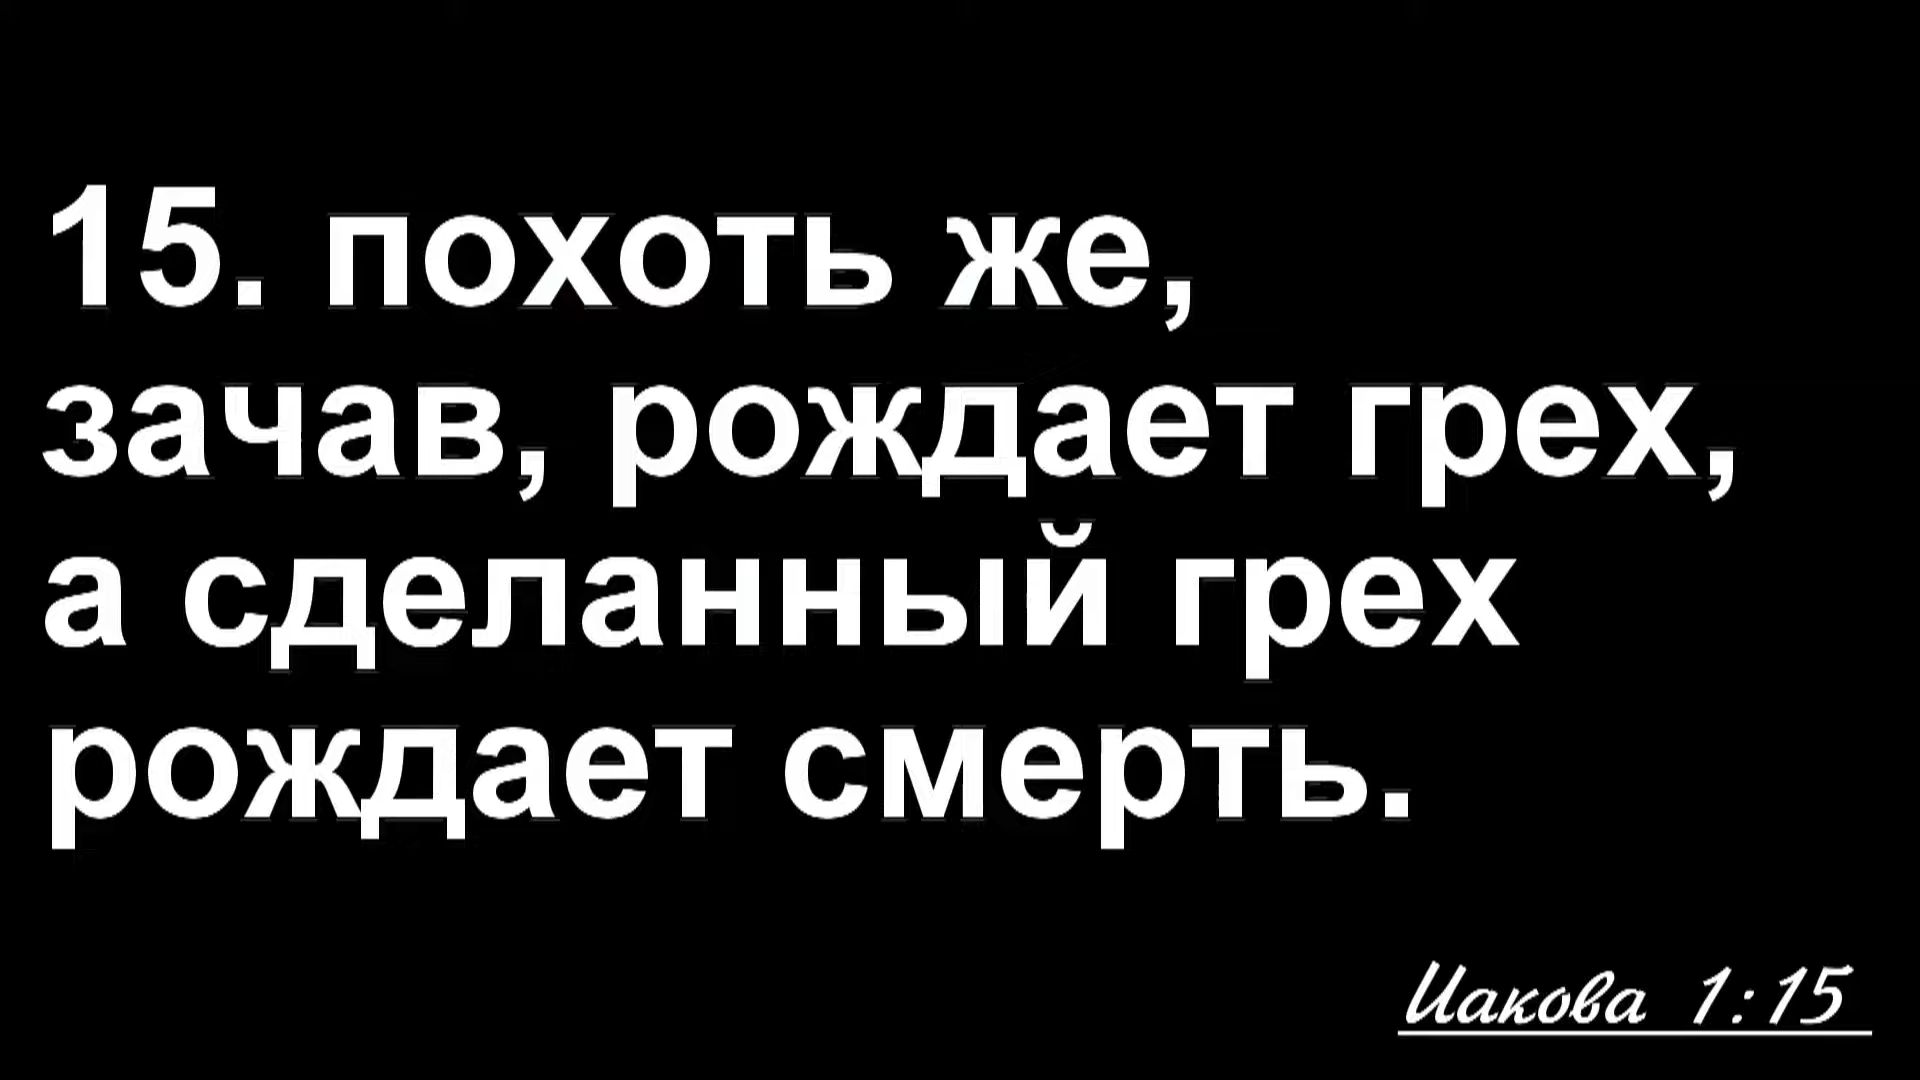 15. похоть же,
зачав, рождает грех,
а сделанный грех
рождает смерть.
Иакова 1:15